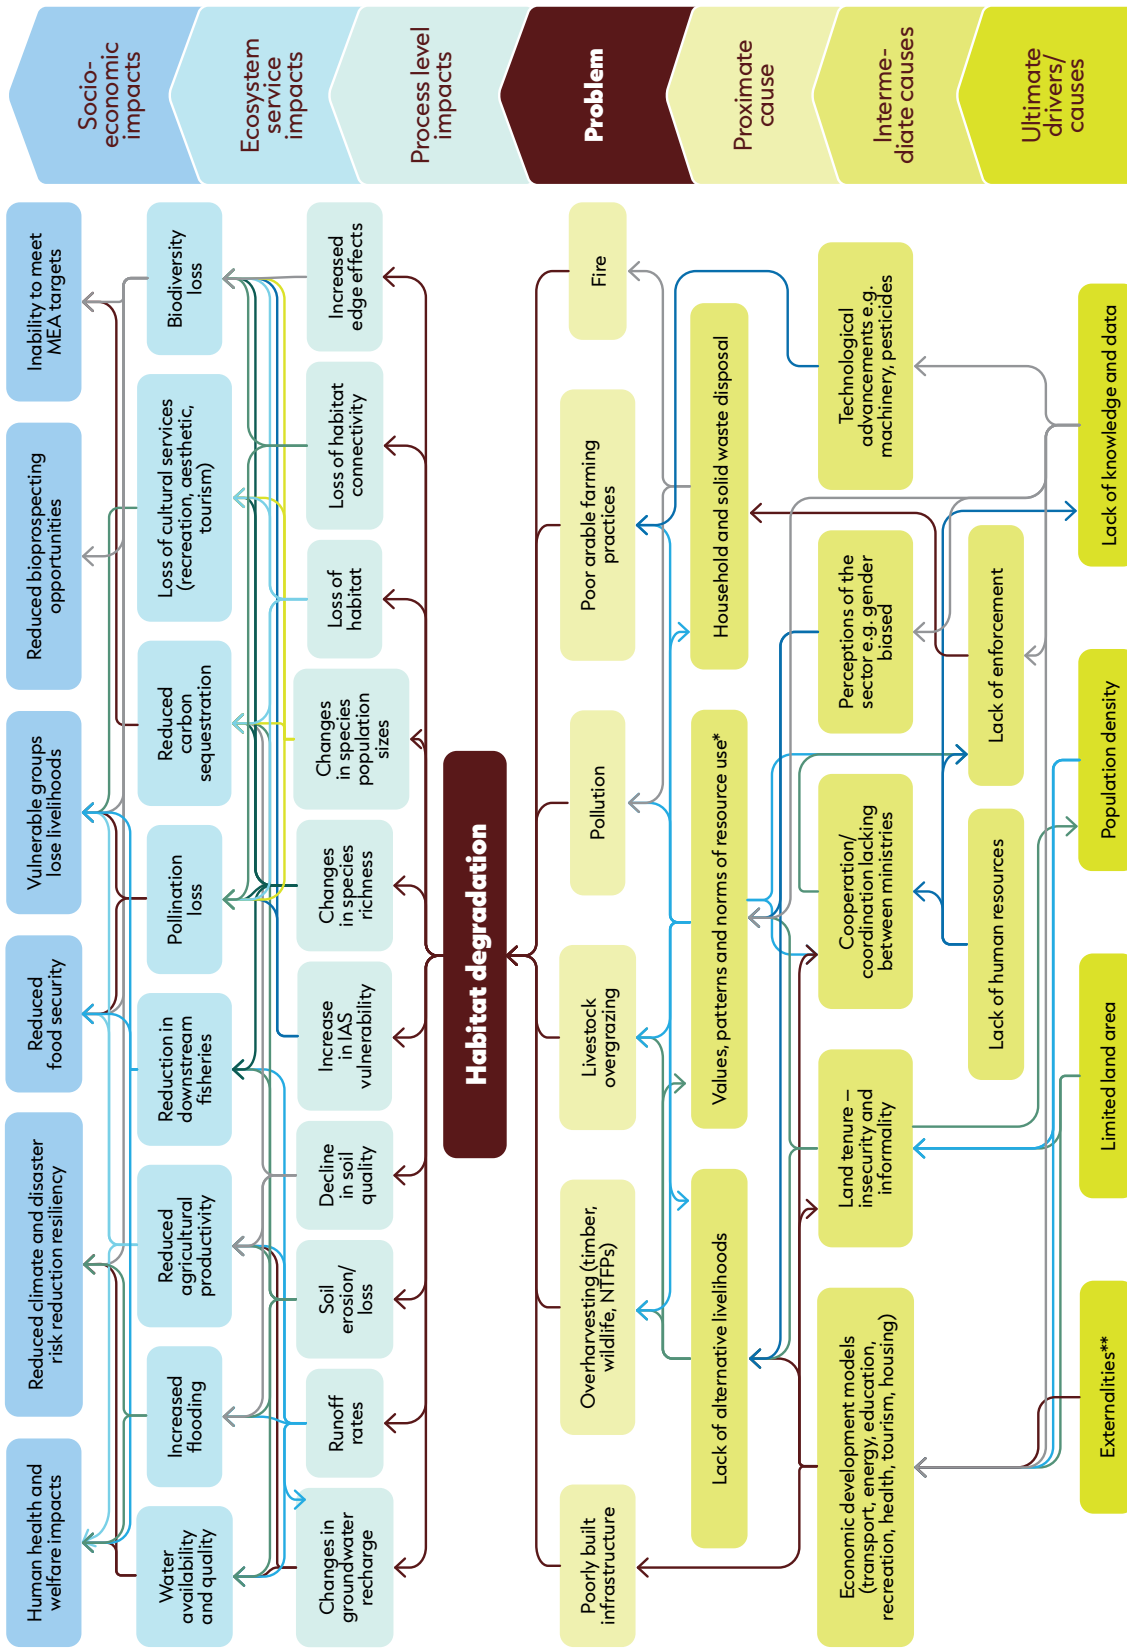 Human health and
welfare impacts
Reduced climate and disaster
risk reduction resiliency
Reduced
food security
Vulnerable groups
lose livelihoods
Reduced bioprospecting
opportunities
Inability to meet
MEA targets
Socio-
economic
impacts
Water
availability
and quality
Increased
flooding
Reduced
agricultural
productivity
Reduction in
downstream
fisheries
Pollination
loss
Reduced
carbon
sequestration
Loss of cultural services
(recreation, aesthetic,
tourism)
Biodiversity
loss
Ecosystem
service
impacts
Changes in
groundwater
recharge
Runoff
rates
Soil
erosion/
loss
Decline
in soil
quality
Increase
in IAS
vulnerability
Changes
in species
richness
Changes
in species
population
sizes
Loss of
habitat
Loss of habitat
connectivity
Increased
edge effects
Process level
impacts
Habitat degradation
Problem
Poorly built
infrastructure
Overharvesting (timber,
wildlife, NTFPs)
Livestock
overgrazing
Pollution
Poor arable farming
practices
Fire
Proximate
cause
Lack of alternative livelihoods
Values, patterns and norms of resource use*
Household and solid waste disposal
Economic development models
(transport, energy, education,
recreation, health, tourism, housing)
Land tenure –
insecurity and
informality
Cooperation/
coordination lacking
between ministries
Perceptions of the
sector e.g. gender
biased
Technological
advancements e.g.
machinery, pesticides
Interme-
diate causes
Lack of human resources
Lack of enforcement
Externalities**
Limited land area
Population density
Lack of knowledge and data
Ultimate
drivers/
causes